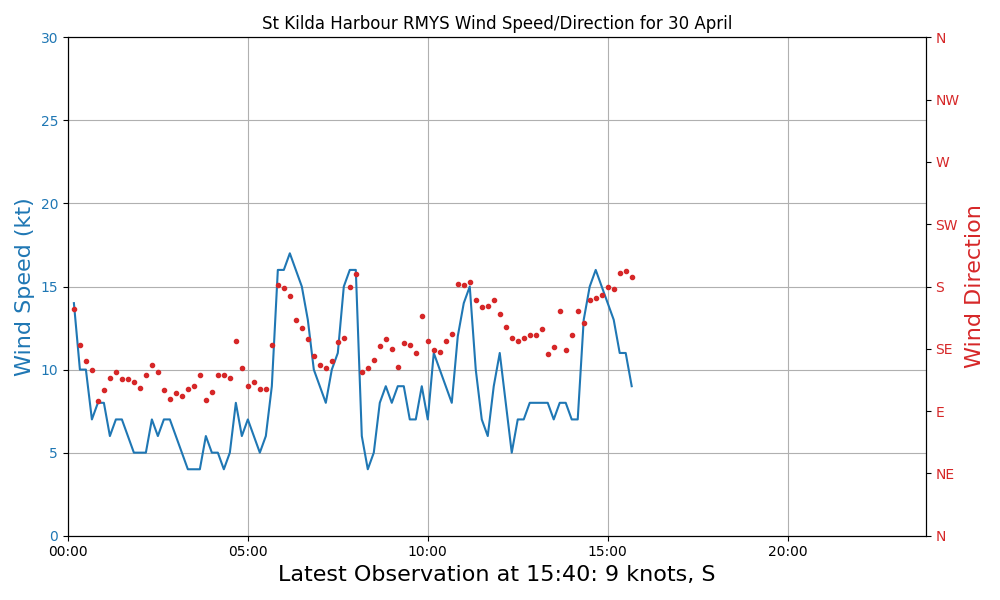 St Kilda Harbour RMYS Wind Speed/Direction for 30 April
30
25
20
15
10
5
0
Wind Speed (kt)
N
NW
W
SW
S
SE
E
NE
N
Wind Direction
00:00
05:00
10:00
15:00
20:00
Latest Observation at 15:40: 9 knots, S